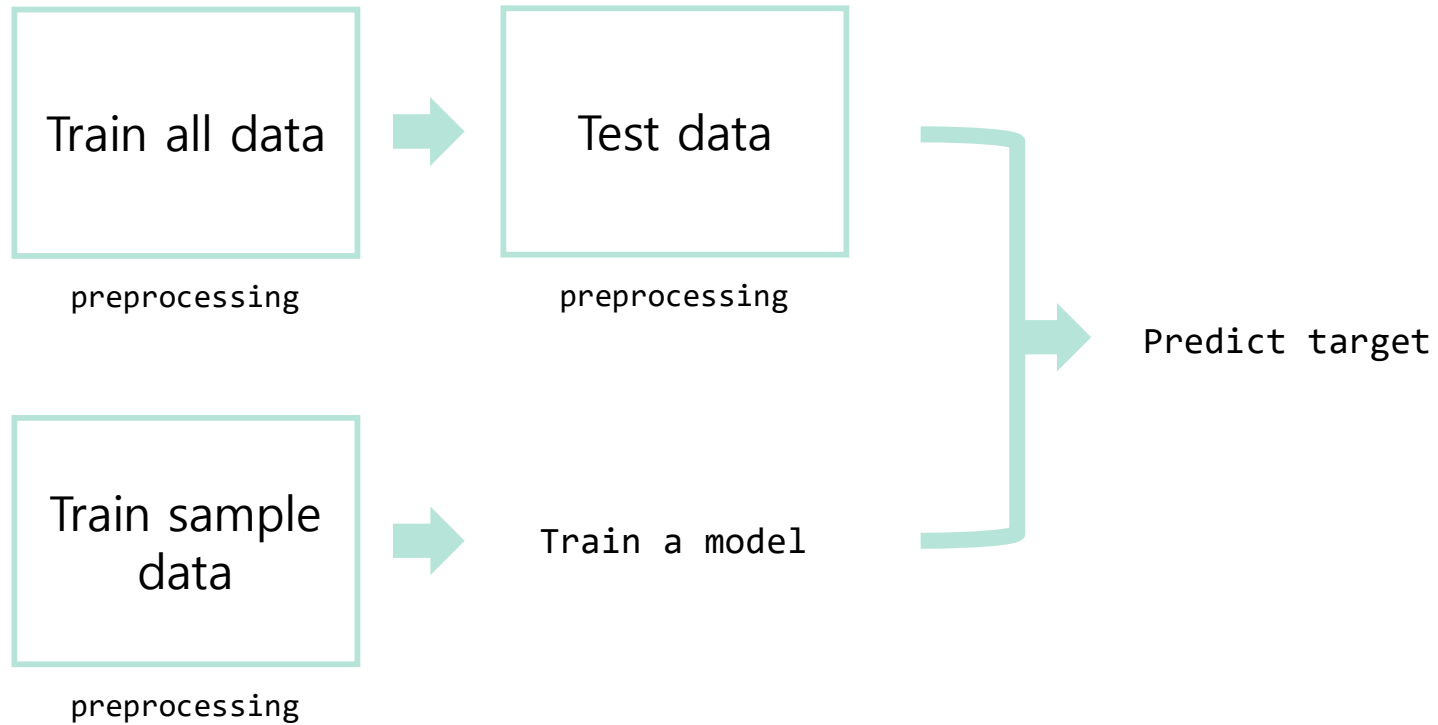 Train all data
Test data
preprocessing
preprocessing
Predict target
Train sample
data
Train a model
preprocessing